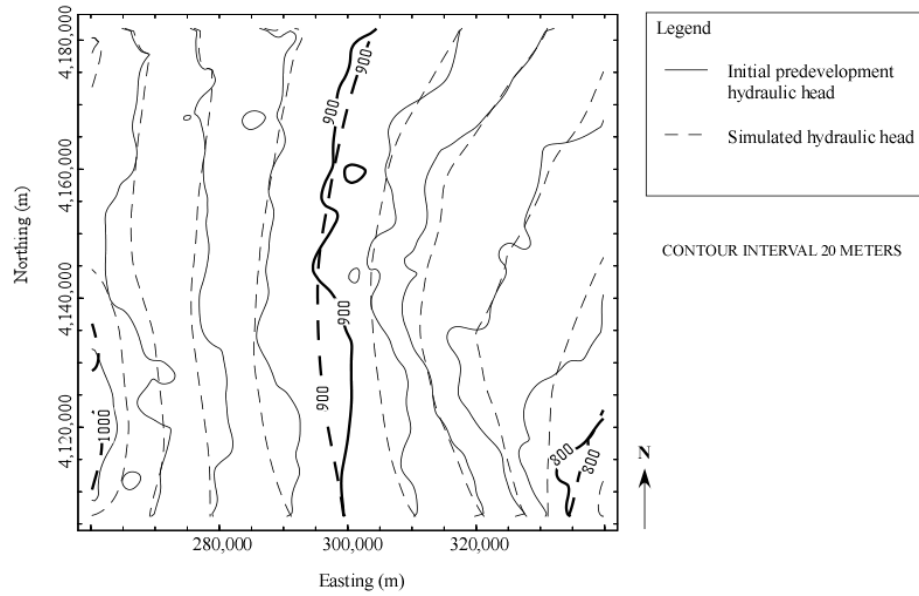 4,180,000
4,160,000
4,140,000
4,120,000
Northing (m)
900
900
900
900
1000
800
800
280,000
300,000
320,000
Easting (m)
Legend
Initial predevelopment
hydraulic head
Simulated hydraulic head
CONTOUR INTERVAL 20 METERS
N